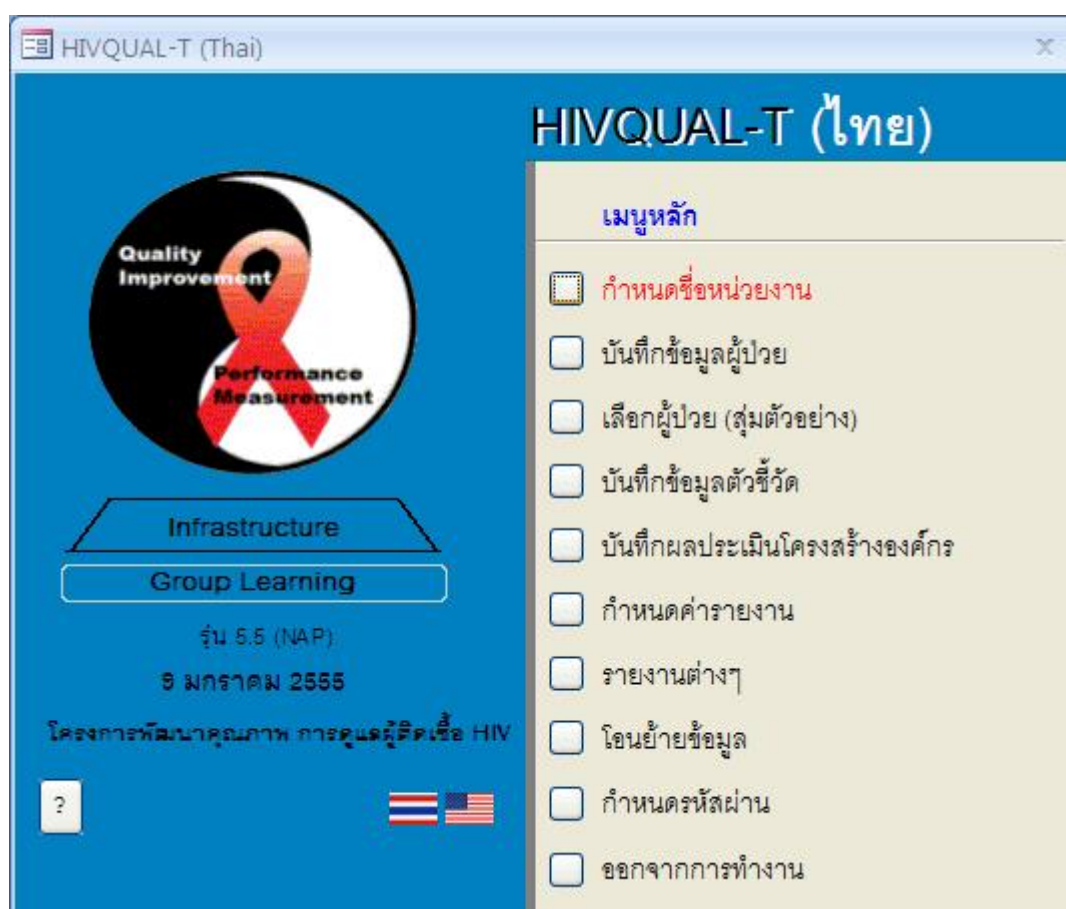 HIVQUAL-T (Thai)
HIVQUAL-T (ไทย)
Quality
Improvement
Performance
Measurement
Infrastructure
Group Learning
รุ่น 5.5 (NAP)
9 มกราคม 2555
โครงการพัฒนาคุณภาพ การดูแลผู้ติดเชื้อ HIV
?
เมนูหลัก
กำหนดชื่อหน่วยงาน
บันทึกข้อมูลผู้ป่วย
เลือกผู้ป่วย (สุ่มตัวอย่าง)
บันทึกข้อมูลตัวชี้วัด
บันทึกผลประเมินโครงสร้างองค์กร
กำหนดค่ารายงาน
รายงานต่างๆ
โอนย้ายข้อมูล
กำหนดรหัสผ่าน
ออกจากการทำงาน